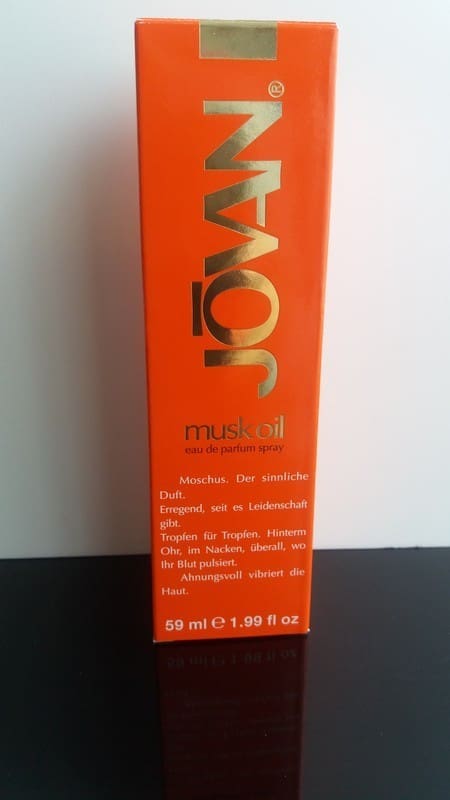 JŌVAN®
musk oil
eau de parfum spray
Moschus. Der sinnliche
Duft.
Erregend, seit es Leidenschaft
gibt.
Tropfen für Tropfen. Hinterm
Ohr, im Nacken, überall, wo
Ihr Blut pulsiert.
Ahnungsvoll vibriert die
Haut.
59 ml ℮ 1.99 fl oz